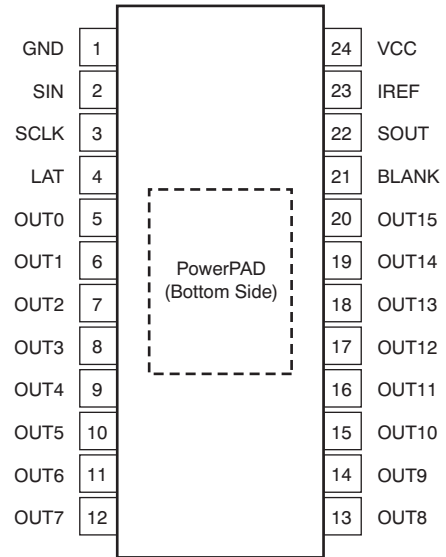 GND 1 24 VCC
SIN 2 23 IREF
SCLK 3 22 SOUT
LAT 4 21 BLANK
OUT0 5 20 OUT15
OUT1 6 19 OUT14
PowerPAD
(Bottom Side)
OUT2 7 18 OUT13
OUT3 8 17 OUT12
OUT4 9 16 OUT11
OUT5 10 15 OUT10
OUT6 11 14 OUT9
OUT7 12 13 OUT8